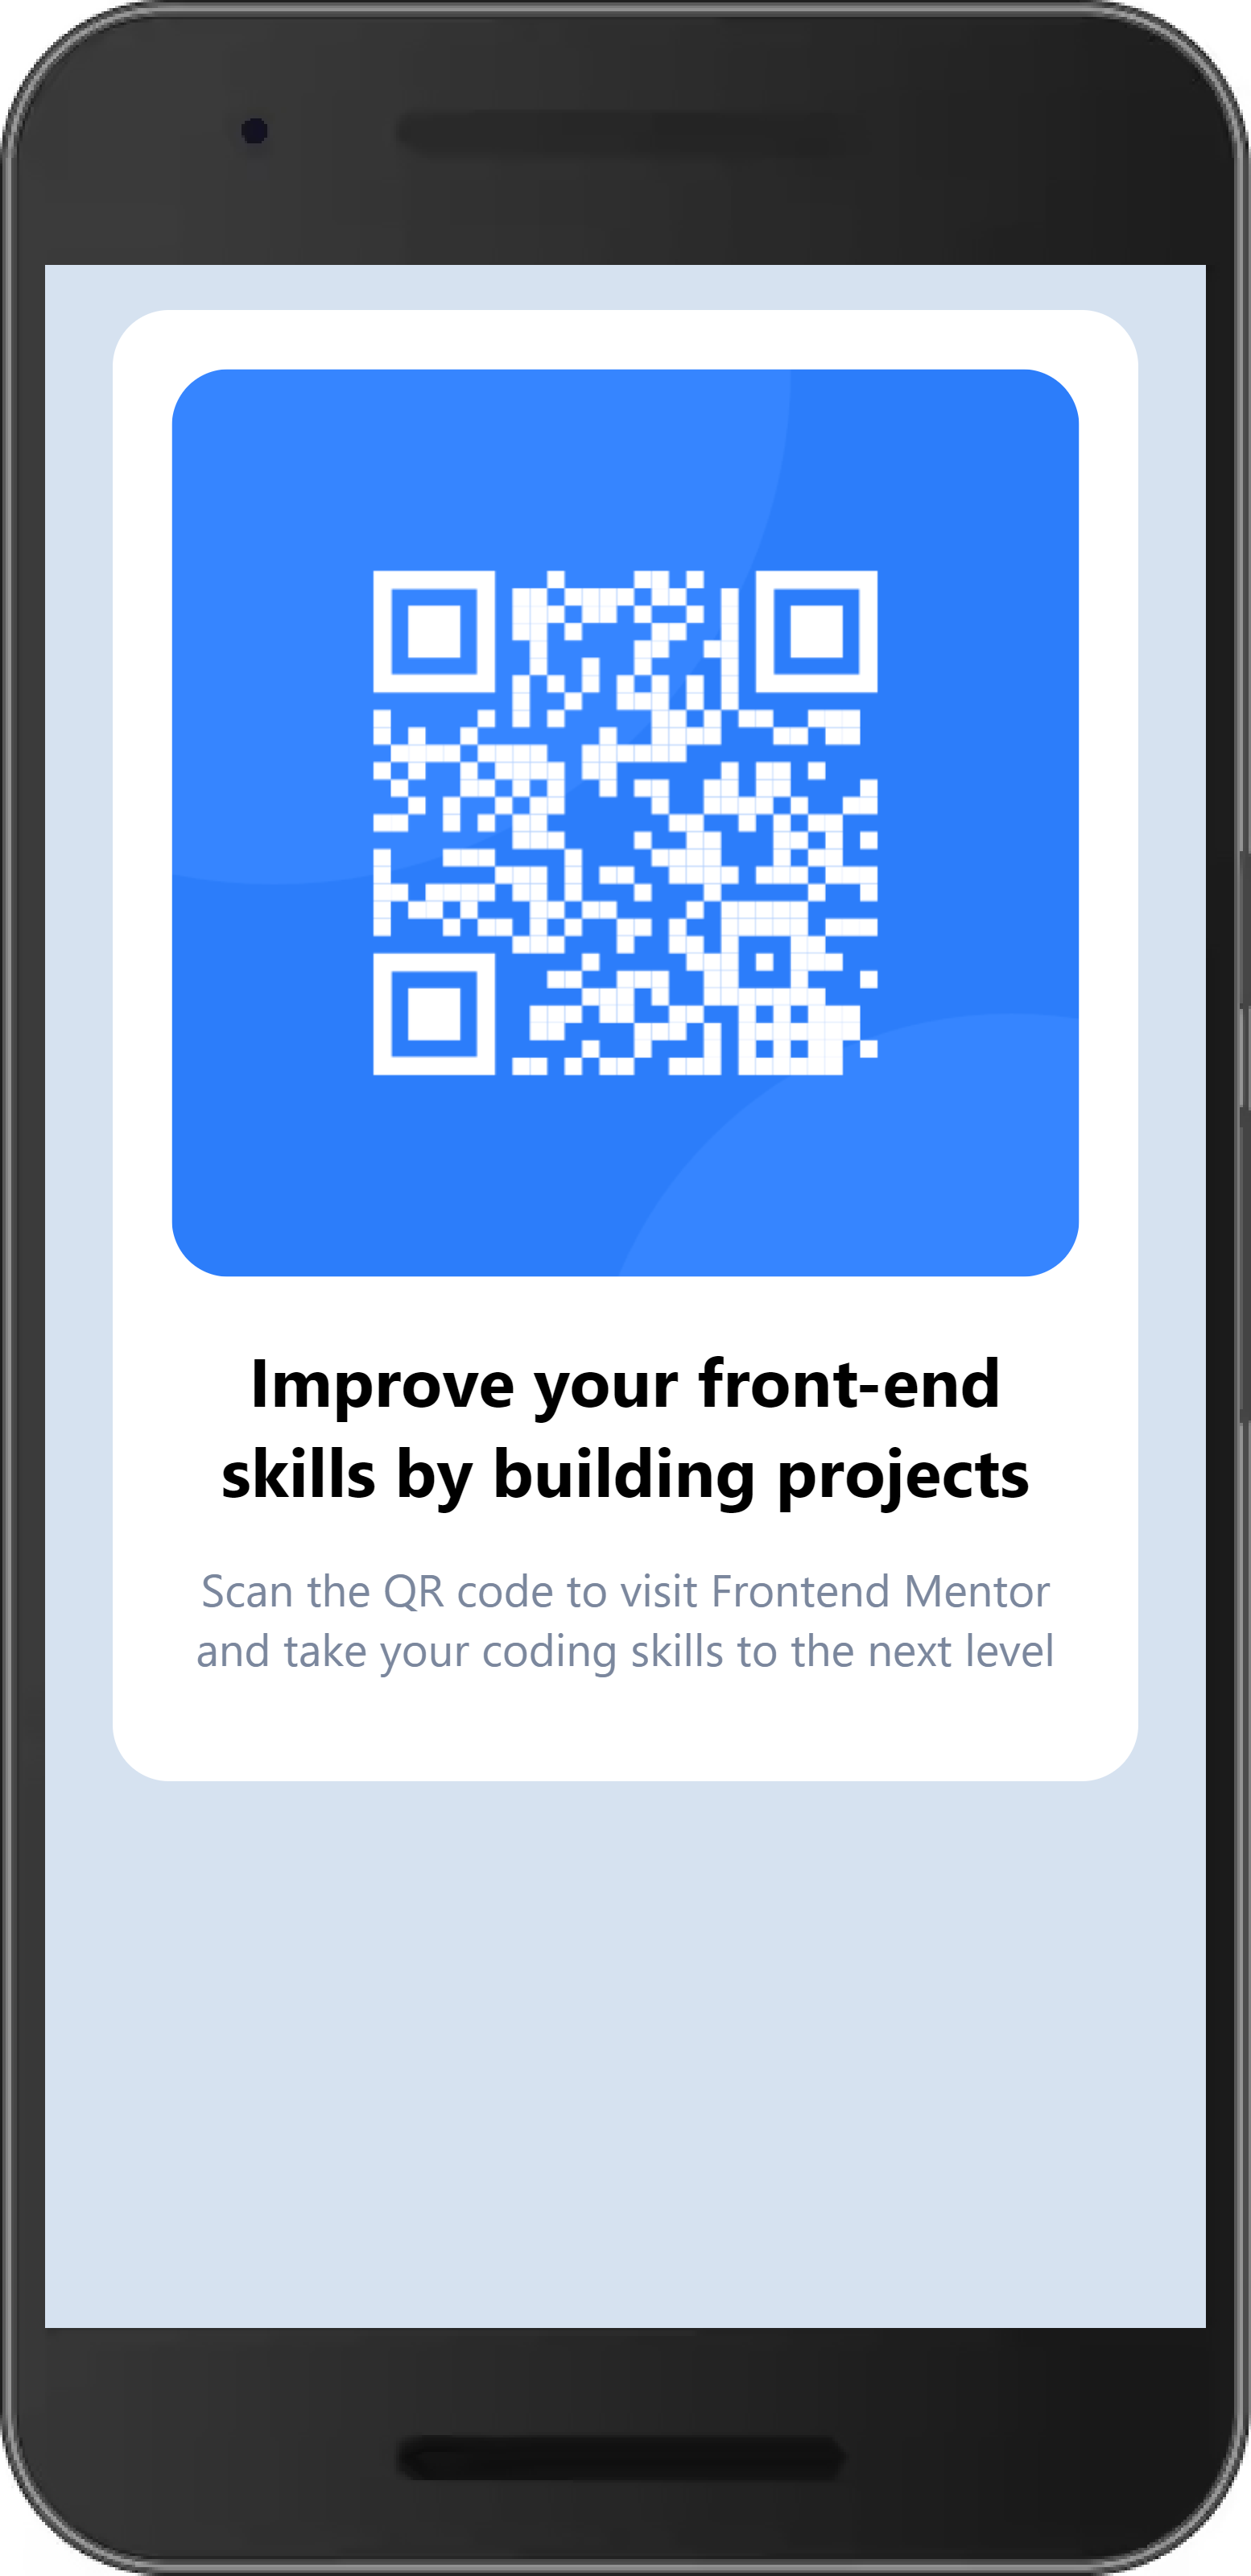 Improve your front-end
skills by building projects
Scan the QR code to visit Frontend Mentor
and take your coding skills to the next level